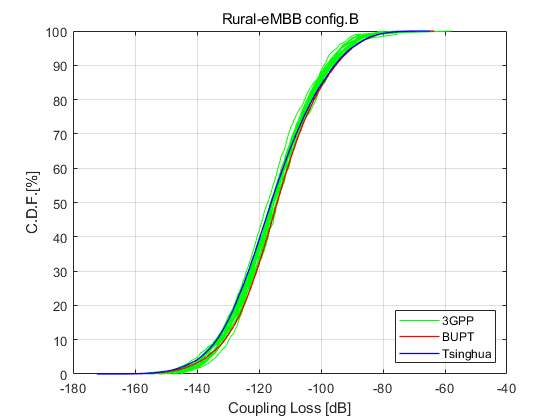 Rural-eMBB config.B
100
90
80
70
60
50
40
30
20
10
0
C.D.F.[%]
3GPP
BUPT
Tsinghua
-180 -160 -140 -120 -100 -80 -60 -40
Coupling Loss [dB]